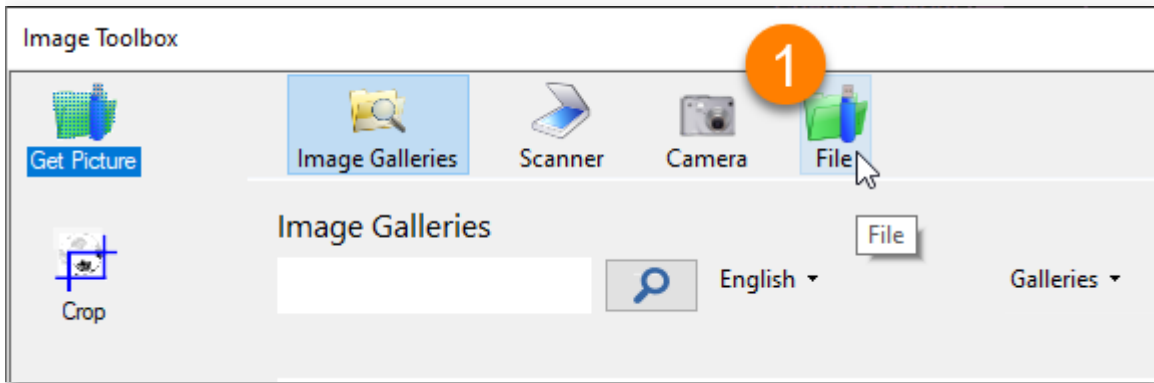 Image Toolbox
1
Get Picture
Image Galleries
Scanner
Camera
File
Image Galleries
File
English
Galleries
Crop